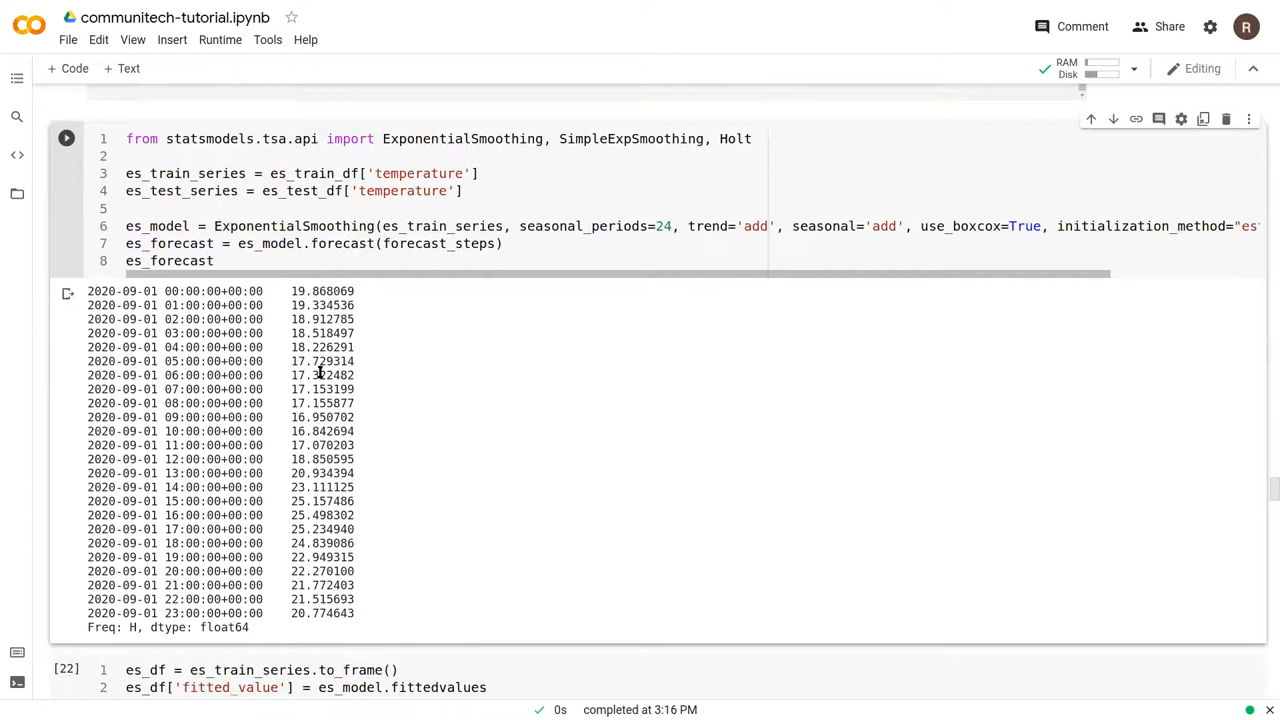 communitech-tutorial.ipynb
Comment
Share
R
File Edit View Insert Runtime Tools Help
+ Code + Text
RAM
Disk
Editing
1 from statsmodels.tsa.api import ExponentialSmoothing, SimpleExpSmoothing, Holt
2
3 es_train_series = es_train_df['temperature']
4 es_test_series = es_test_df['temperature']
5
6 es_model = ExponentialSmoothing(es_train_series, seasonal_periods=24, trend='add', seasonal='add', use_boxcox=True, initialization_method="es
7 es_forecast = es_model.forecast(forecast_steps)
8 es_forecast
2020-09-01 00:00:00+00:00 19.868069
2020-09-01 01:00:00+00:00 19.334536
2020-09-01 02:00:00+00:00 18.912785
2020-09-01 03:00:00+00:00 18.518497
2020-09-01 04:00:00+00:00 18.226291
2020-09-01 05:00:00+00:00 17.729314
2020-09-01 06:00:00+00:00 17.322482
2020-09-01 07:00:00+00:00 17.153199
2020-09-01 08:00:00+00:00 17.155877
2020-09-01 09:00:00+00:00 16.950702
2020-09-01 10:00:00+00:00 16.842694
2020-09-01 11:00:00+00:00 17.070203
2020-09-01 12:00:00+00:00 18.850595
2020-09-01 13:00:00+00:00 20.934394
2020-09-01 14:00:00+00:00 23.111125
2020-09-01 15:00:00+00:00 25.157486
2020-09-01 16:00:00+00:00 25.498302
2020-09-01 17:00:00+00:00 25.234940
2020-09-01 18:00:00+00:00 24.839086
2020-09-01 19:00:00+00:00 22.949315
2020-09-01 20:00:00+00:00 22.270100
2020-09-01 21:00:00+00:00 21.772403
2020-09-01 22:00:00+00:00 21.515693
2020-09-01 23:00:00+00:00 20.774643
Freq: H, dtype: float64
[22] 1 es_df = es_train_series.to_frame()
2 es_df['fitted_value'] = es_model.fittedvalues
0s completed at 3:16 PM